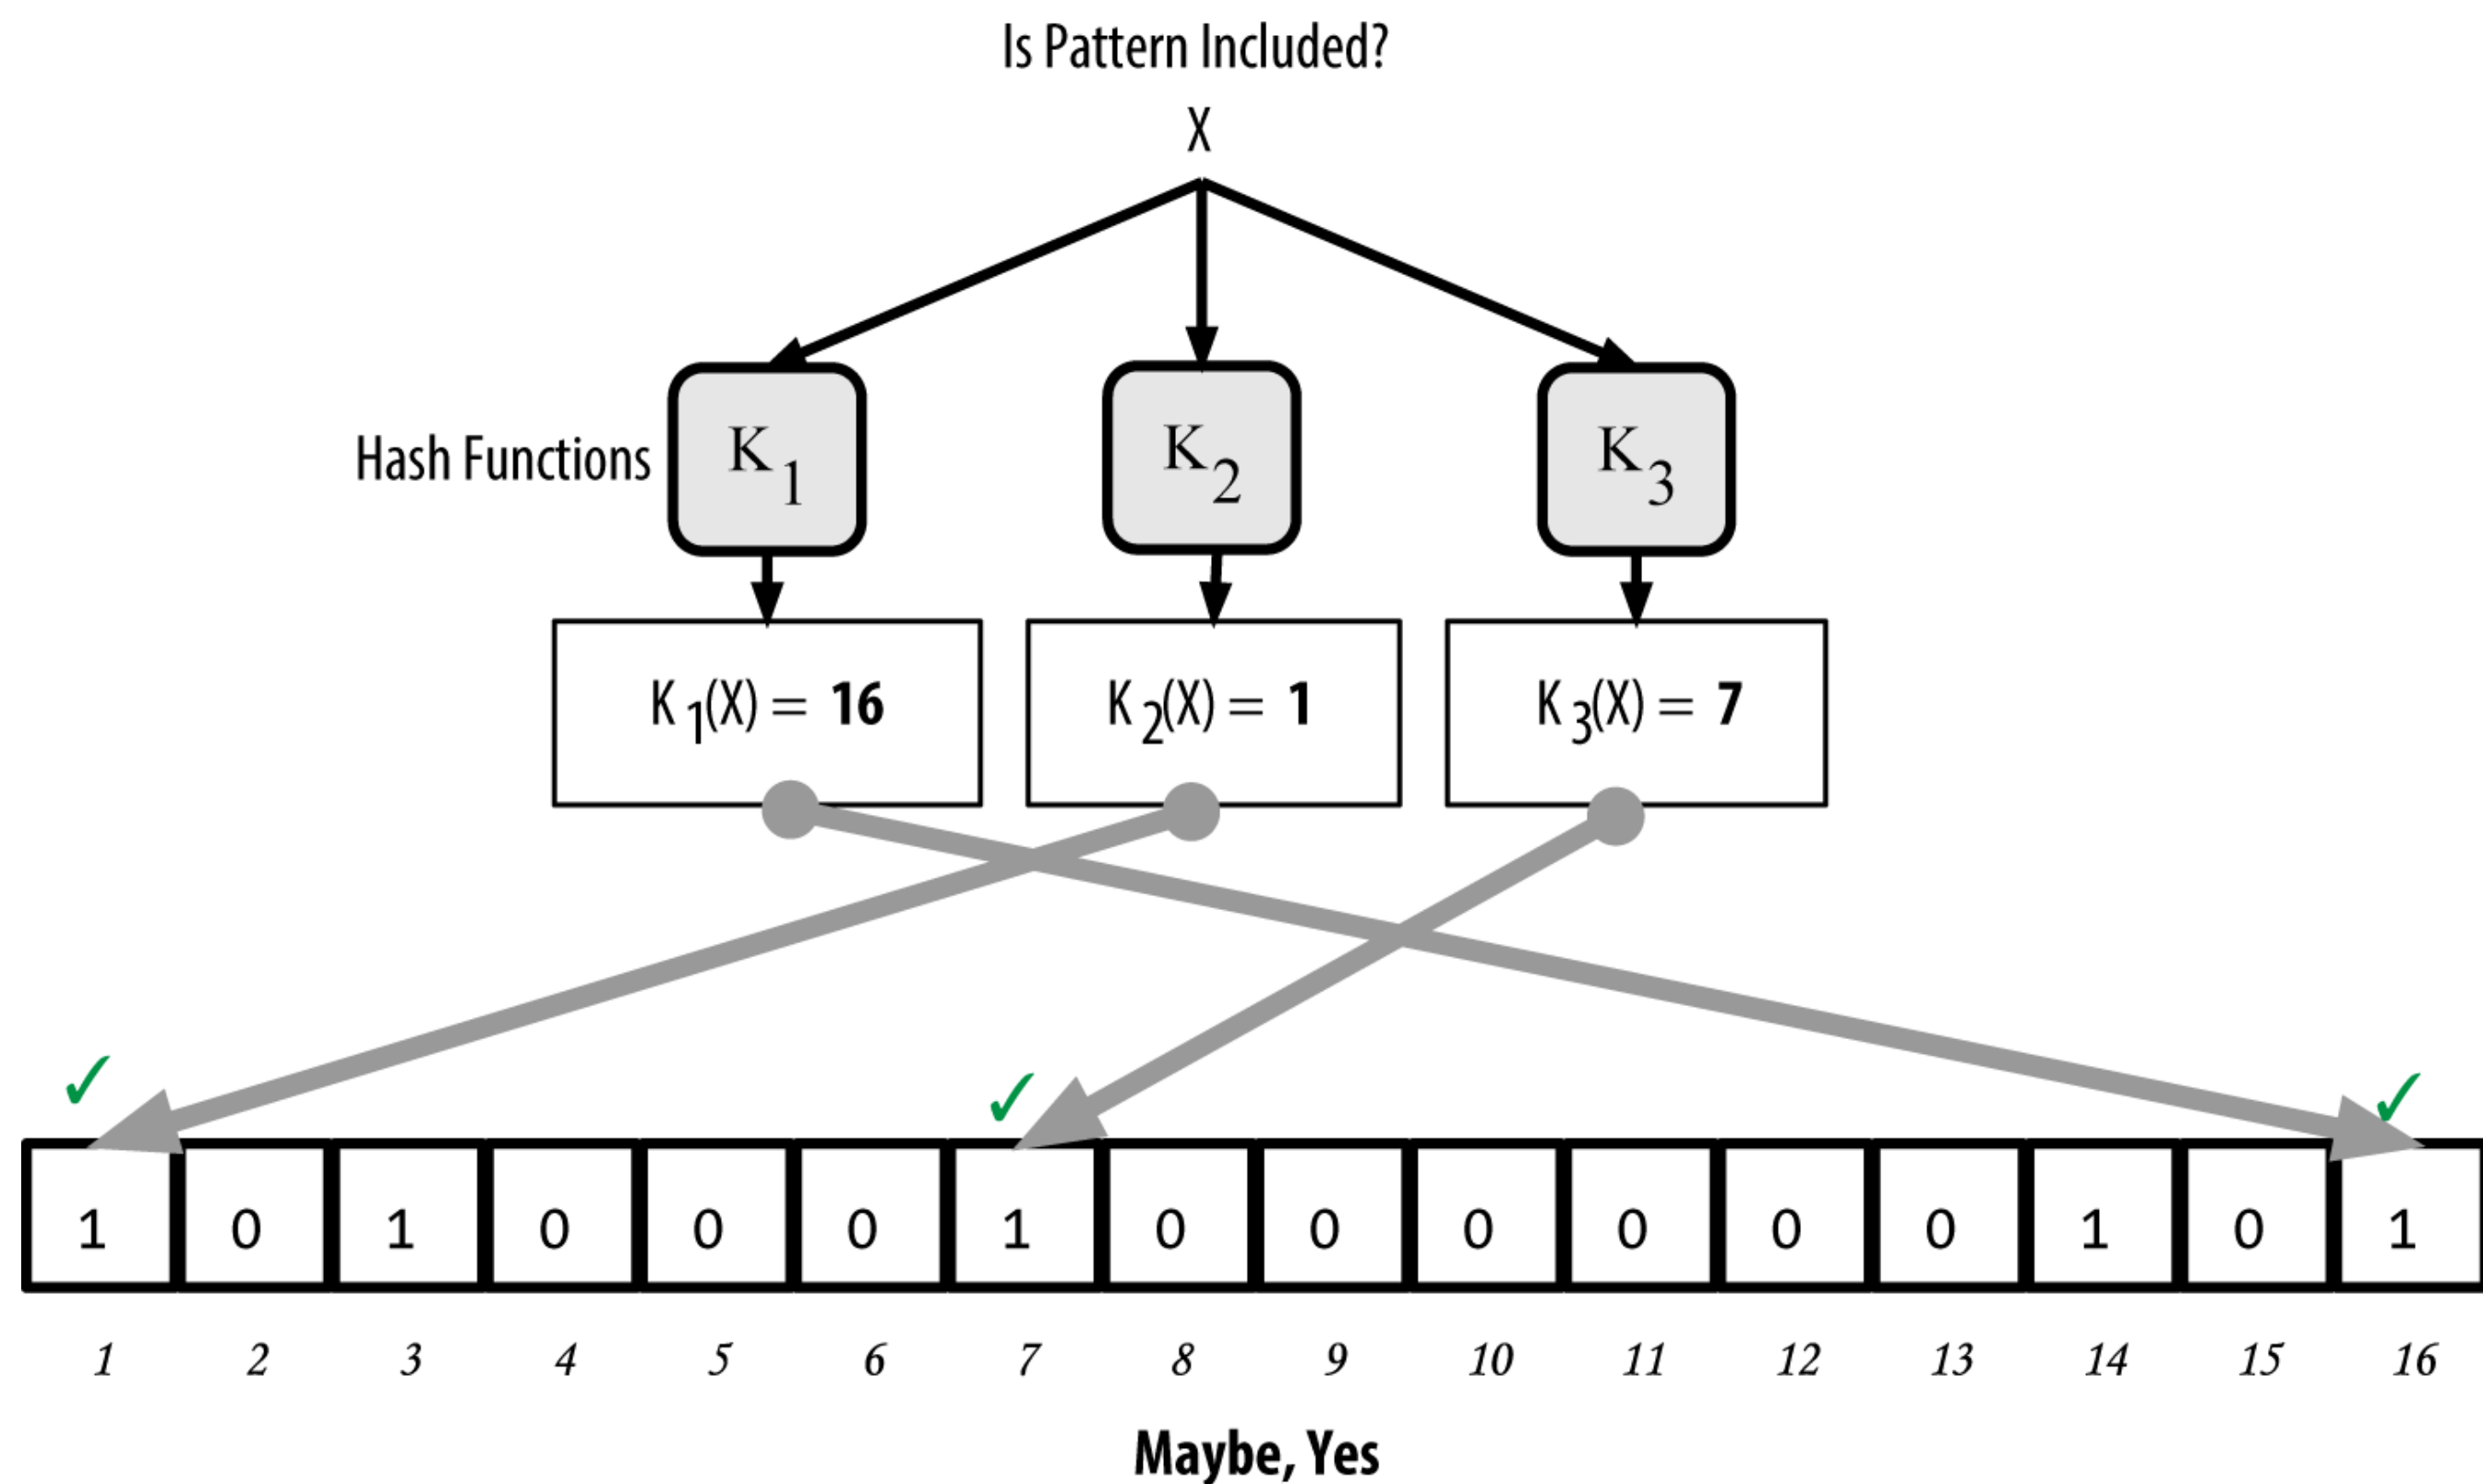 Is Pattern Included?
X
Hash Functions
K1
K2
K3
K1(X) = 16
K2(X) = 1
K3(X) = 7
1 0 1 0 0 0 1 0 0 0 0 0 0 1 0 1
1 2 3 4 5 6 7 8 9 10 11 12 13 14 15 16
Maybe, Yes